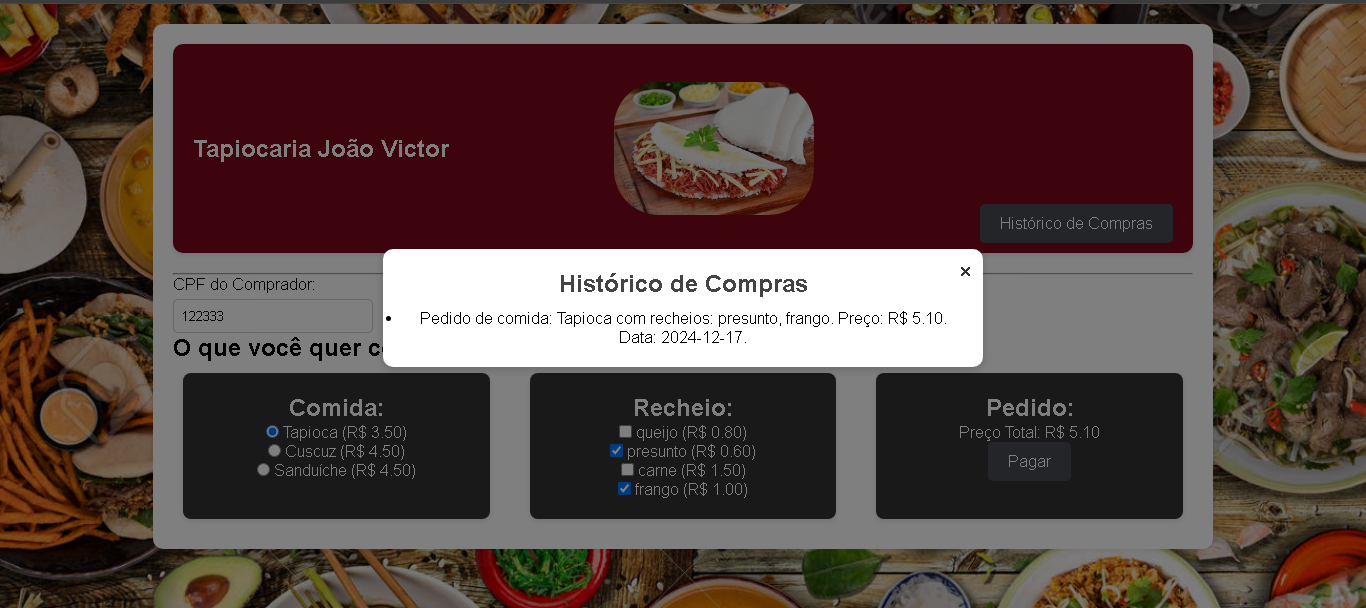 Tapiocaria João Victor
Histórico de Compras
CPF do Comprador:
122333
Histórico de Compras
×
Pedido de comida: Tapioca com recheios: presunto, frango. Preço: R$ 5.10.
Data: 2024-12-17.
O que você quer
Comida:
Tapioca (R$ 3.50)
Cuscuz (R$ 4.50)
Sanduíche (R$ 4.50)
Recheio:
queijo (R$ 0.80)
presunto (R$ 0.60)
carne (R$ 1.50)
frango (R$ 1.00)
Pedido:
Preço Total: R$ 5.10
Pagar